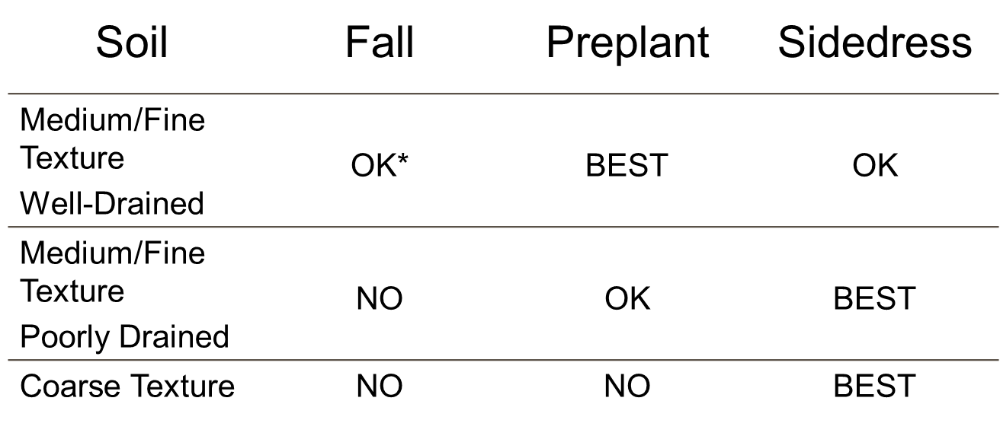 Soil Fall Preplant Sidedress
Medium/Fine
Texture
Well-Drained
OK* BEST OK
Medium/Fine
Texture
Poorly Drained
NO OK BEST
Coarse Texture NO NO BEST